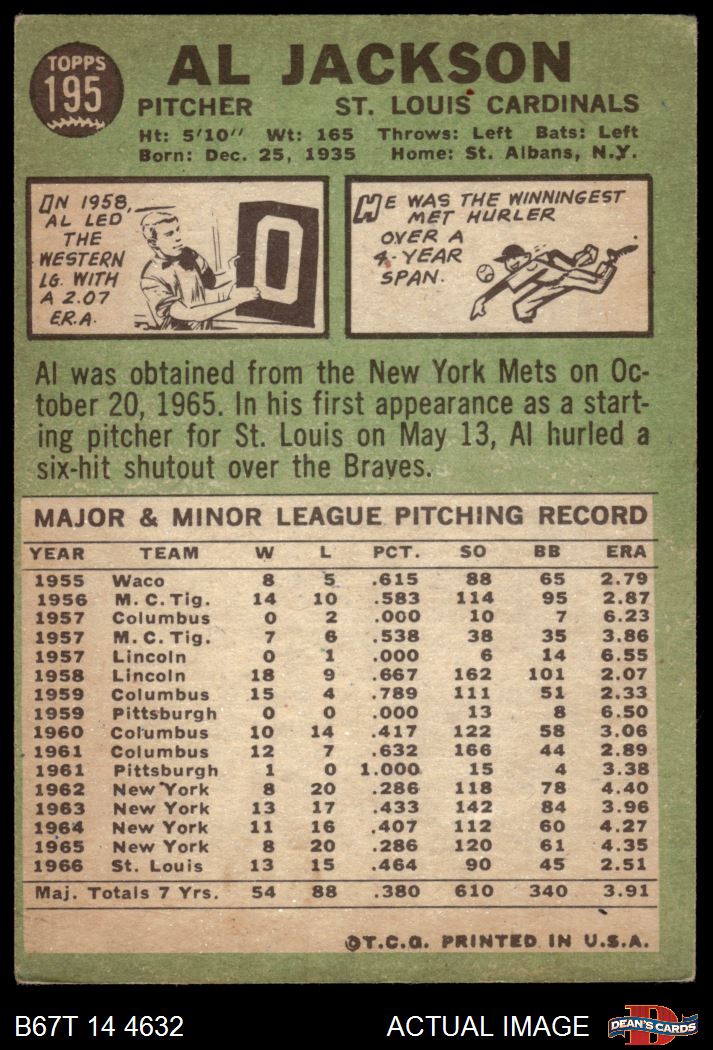 TOPPS
195
AL JACKSON
PITCHER ST. LOUIS CARDINALS
Ht: 5'10" Wt: 165 Throws: Left Bats: Left
Born: Dec. 25, 1935 Home: St. Albans, N.Y.
IN 1958,
AL LED
THE
WESTERN
LG. WITH
A 2.07
E.R.A.
0
HE WAS THE WINNINGEST
MET HURLER
OVER A
4-YEAR
SPAN.
Al was obtained from the New York Mets on Oc-
tober 20, 1965. In his first appearance as a start-
ing pitcher for St. Louis on May 13, Al hurled a
six-hit shutout over the Braves.
MAJOR & MINOR LEAGUE PITCHING RECORD
YEAR TEAM W L PCT. SO BB ERA
1955 Waco 8 5 .615 88 65 2.79
1956 M. C. Tig. 14 10 .583 114 95 2.87
1957 Columbus 0 2 .000 10 7 6.23
1957 M. C. Tig. 7 6 .538 38 35 3.86
1957 Lincoln 0 1 .000 6 14 6.55
1958 Lincoln 18 9 .667 162 101 2.07
1959 Columbus 15 4 .789 111 51 2.33
1959 Pittsburgh 0 0 .000 13 8 6.50
1960 Columbus 10 14 .417 122 58 3.06
1961 Columbus 12 7 .632 166 44 2.89
1961 Pittsburgh 1 0 1.000 15 4 3.38
1962 New York 8 20 .286 118 78 4.40
1963 New York 13 17 .433 142 84 3.96
1964 New York 11 16 .407 112 60 4.27
1965 New York 8 20 .286 120 61 4.35
1966 St. Louis 13 15 .464 90 45 2.51
Maj. Totals 7 Yrs. 54 88 .380 610 340 3.91
©T.C.G. PRINTED IN U.S.A.
B67T 14 4632 ACTUAL IMAGE
D
DEAN'S CARDS